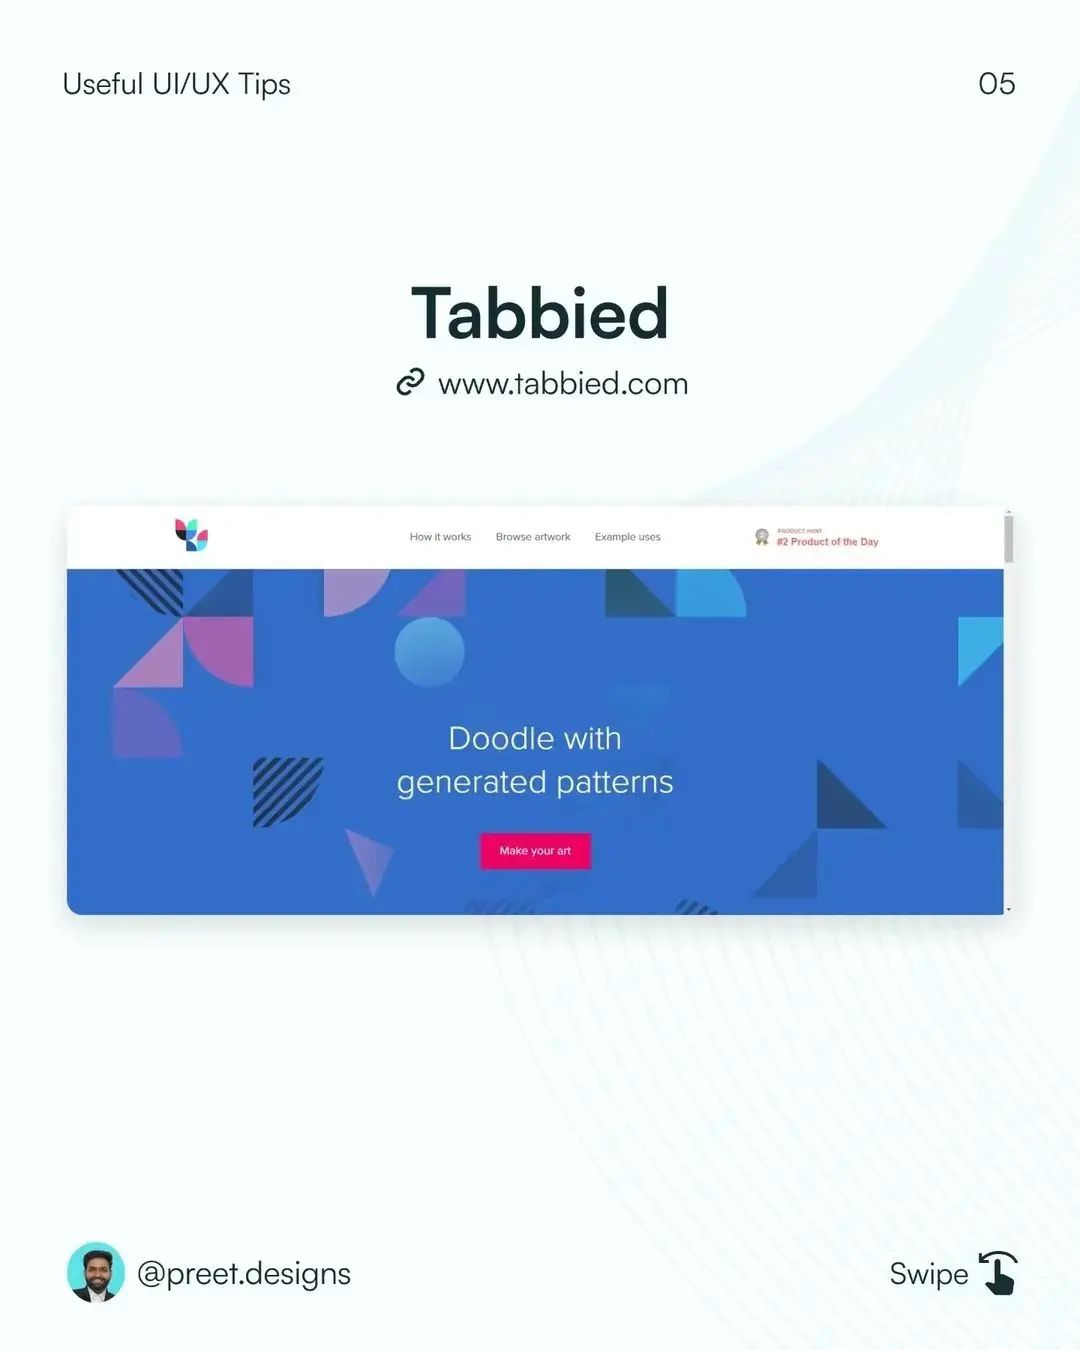 Useful UI/UX Tips
05
Tabbied
www.tabbied.com
How it works
Browse artwork
Example uses
PRODUCT HUNT
#2 Product of the Day
Doodle with
generated patterns
Make your art
@preet.designs
Swipe